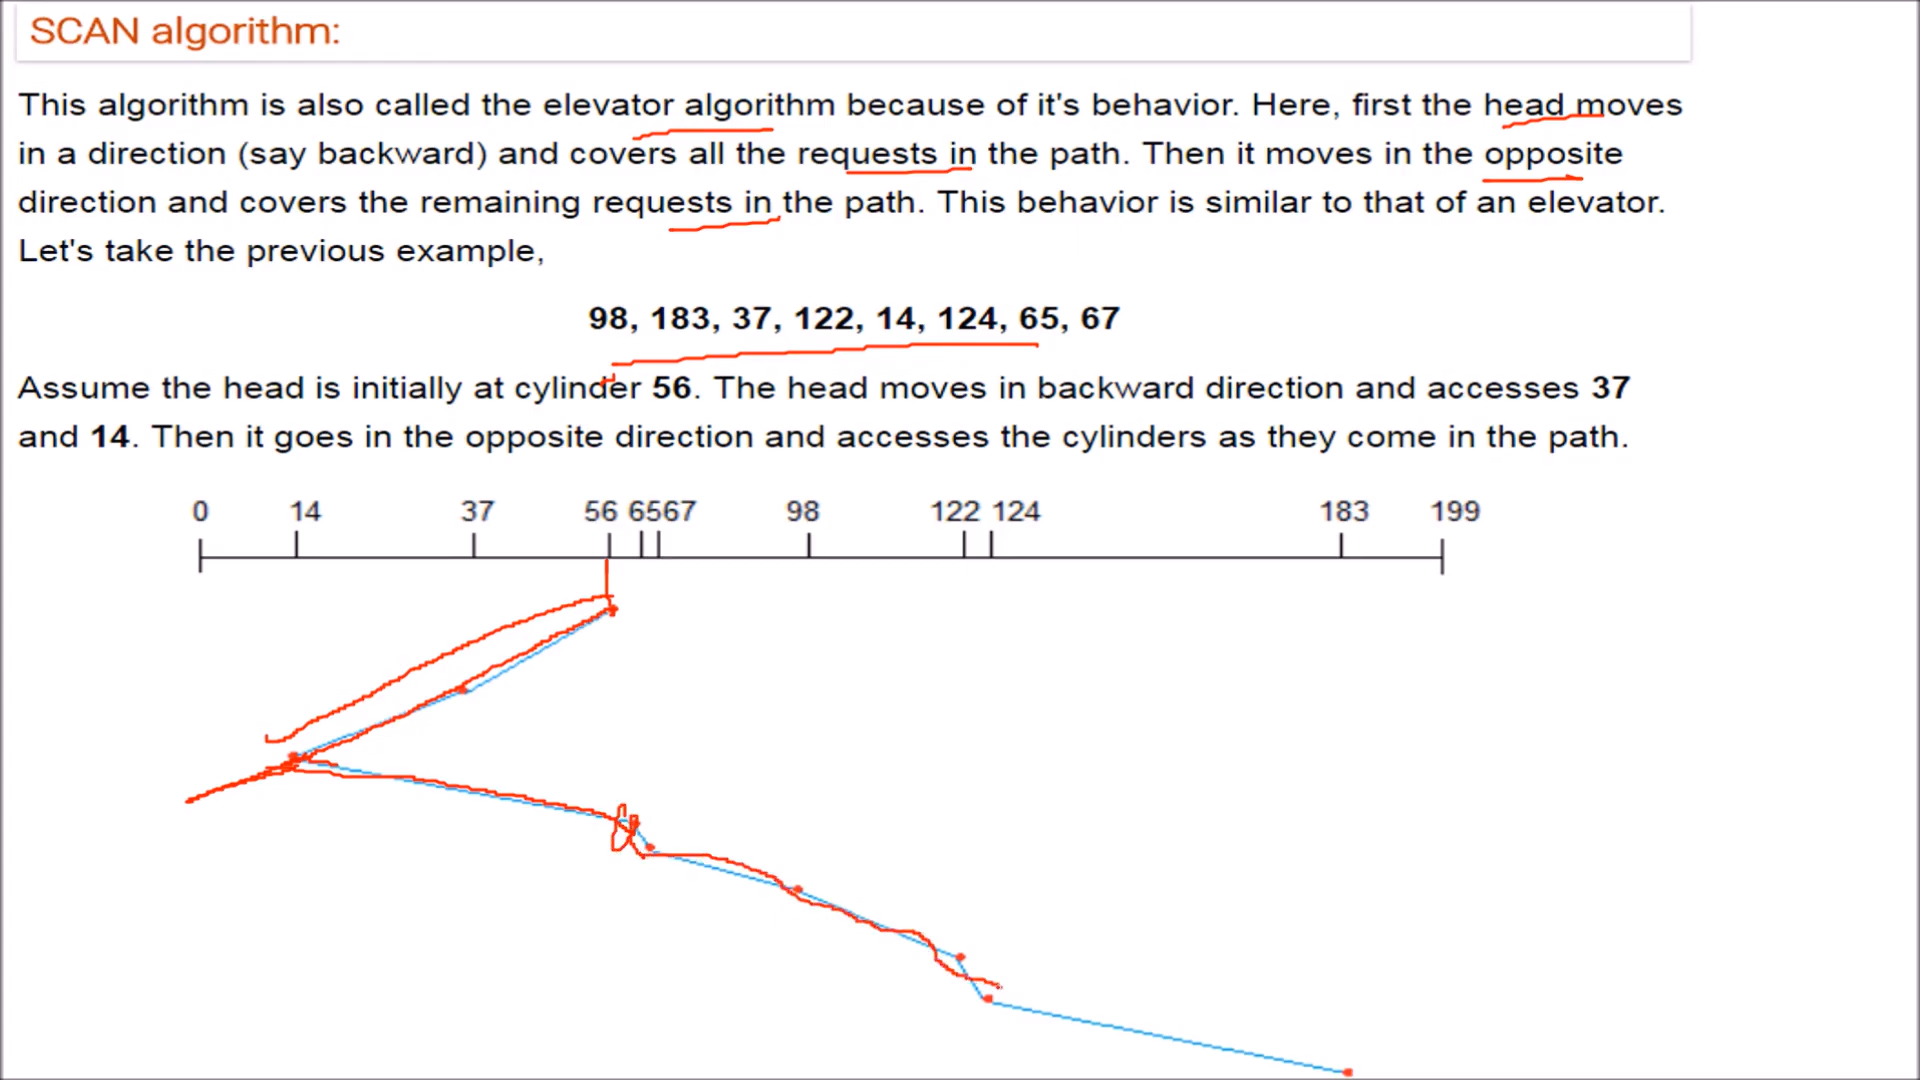 SCAN algorithm:
This algorithm is also called the elevator algorithm because of it's behavior. Here, first the head moves
in a direction (say backward) and covers all the requests in the path. Then it moves in the opposite
direction and covers the remaining requests in the path. This behavior is similar to that of an elevator.
Let's take the previous example,
98, 183, 37, 122, 14, 124, 65, 67
Assume the head is initially at cylinder 56. The head moves in backward direction and accesses 37
and 14. Then it goes in the opposite direction and accesses the cylinders as they come in the path.
0 14 37 56 65 67 98 122 124 183 199